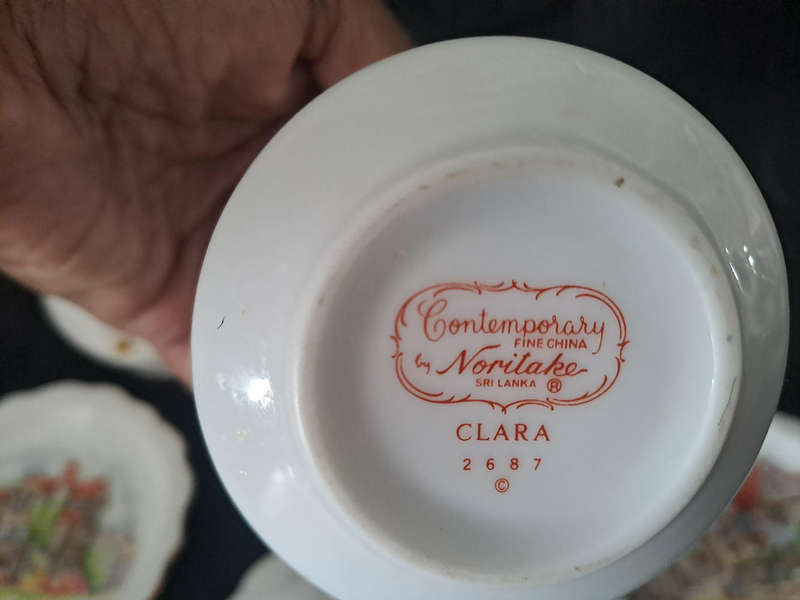 Contemporary
FINE CHINA
by Noritake
SRI LANKA ®
CLARA
2687
©